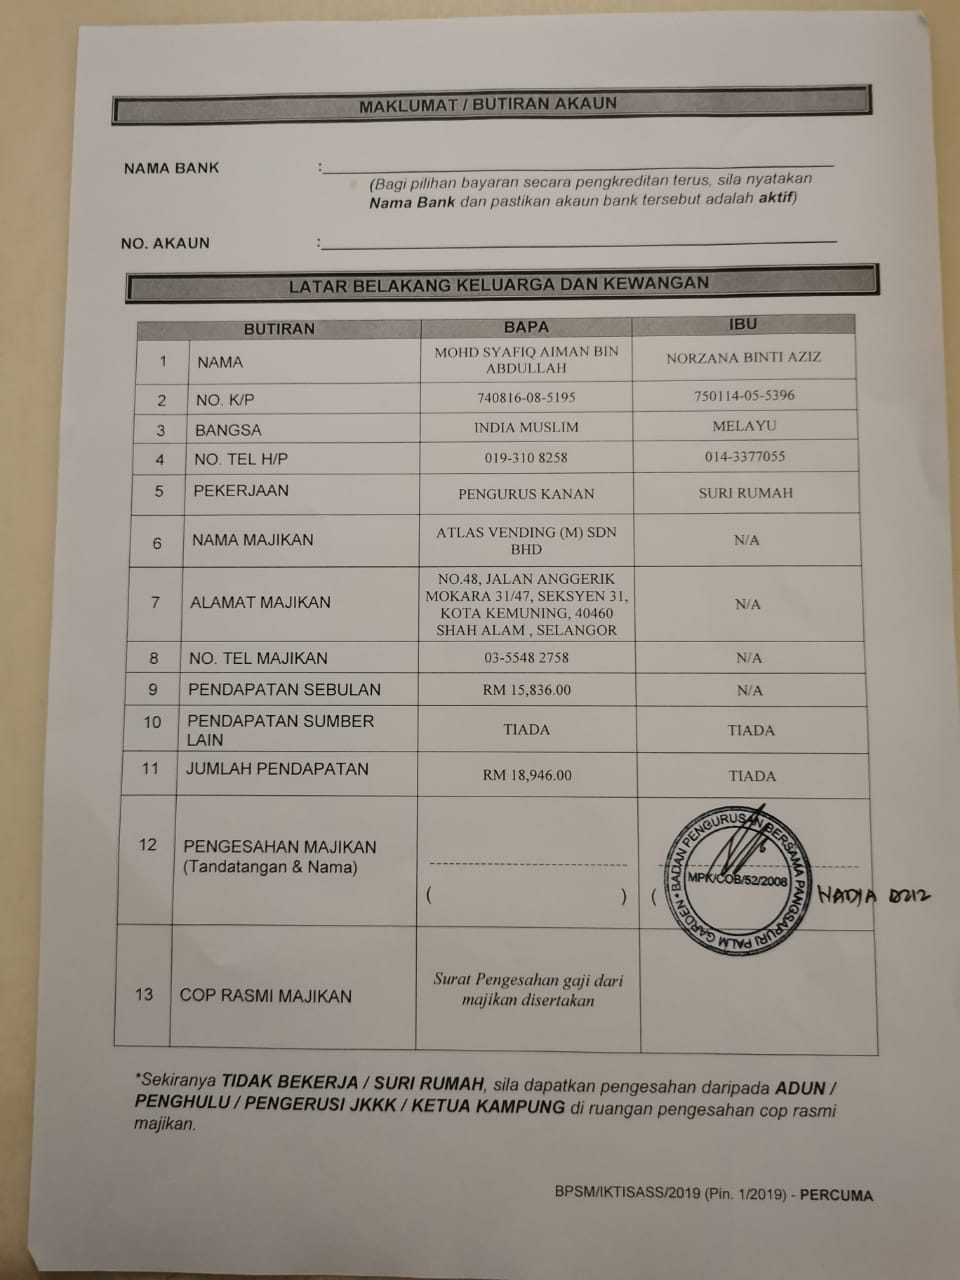 MAKLUMAT / BUTIRAN AKAUN
NAMA BANK :
(Bagi pilihan bayaran secara pengkreditan terus, sila nyatakan
Nama Bank dan pastikan akaun bank tersebut adalah aktif)
NO. AKAUN :
LATAR BELAKANG KELUARGA DAN KEWANGAN
BUTIRAN BAPA IBU
1 NAMA MOHD SYAFIQ AIMAN BIN ABDULLAH NORZANA BINTI AZIZ
2 NO. K/P 740816-08-5195 750114-05-5396
3 BANGSA INDIA MUSLIM MELAYU
4 NO. TEL H/P 019-310 8258 014-3377055
5 PEKERJAAN PENGURUS KANAN SURI RUMAH
6 NAMA MAJIKAN ATLAS VENDING (M) SDN BHD N/A
7 ALAMAT MAJIKAN NO.48, JALAN ANGGERIK
MOKARA 31/47, SEKSYEN 31,
KOTA KEMUNING, 40460
SHAH ALAM , SELANGOR N/A
8 NO. TEL MAJIKAN 03-5548 2758 N/A
9 PENDAPATAN SEBULAN RM 15,836.00 N/A
10 PENDAPATAN SUMBER LAIN TIADA TIADA
11 JUMLAH PENDAPATAN RM 18,946.00 TIADA
12 PENGESAHAN MAJIKAN
(Tandatangan & Nama)
( ) (
BADAN PENGURUSAN BERSAMA PANGSAPURI PALM GARDEN
MPK/COB/52/2008
NADIA
13 COP RASMI MAJIKAN Surat Pengesahan gaji dari
majikan disertakan
*Sekiranya TIDAK BEKERJA / SURI RUMAH, sila dapatkan pengesahan daripada ADUN /
PENGHULU / PENGERUSI JKKK / KETUA KAMPUNG di ruangan pengesahan cop rasmi
majikan.
BPSM/IKTISASS/2019 (Pin. 1/2019) - PERCUMA